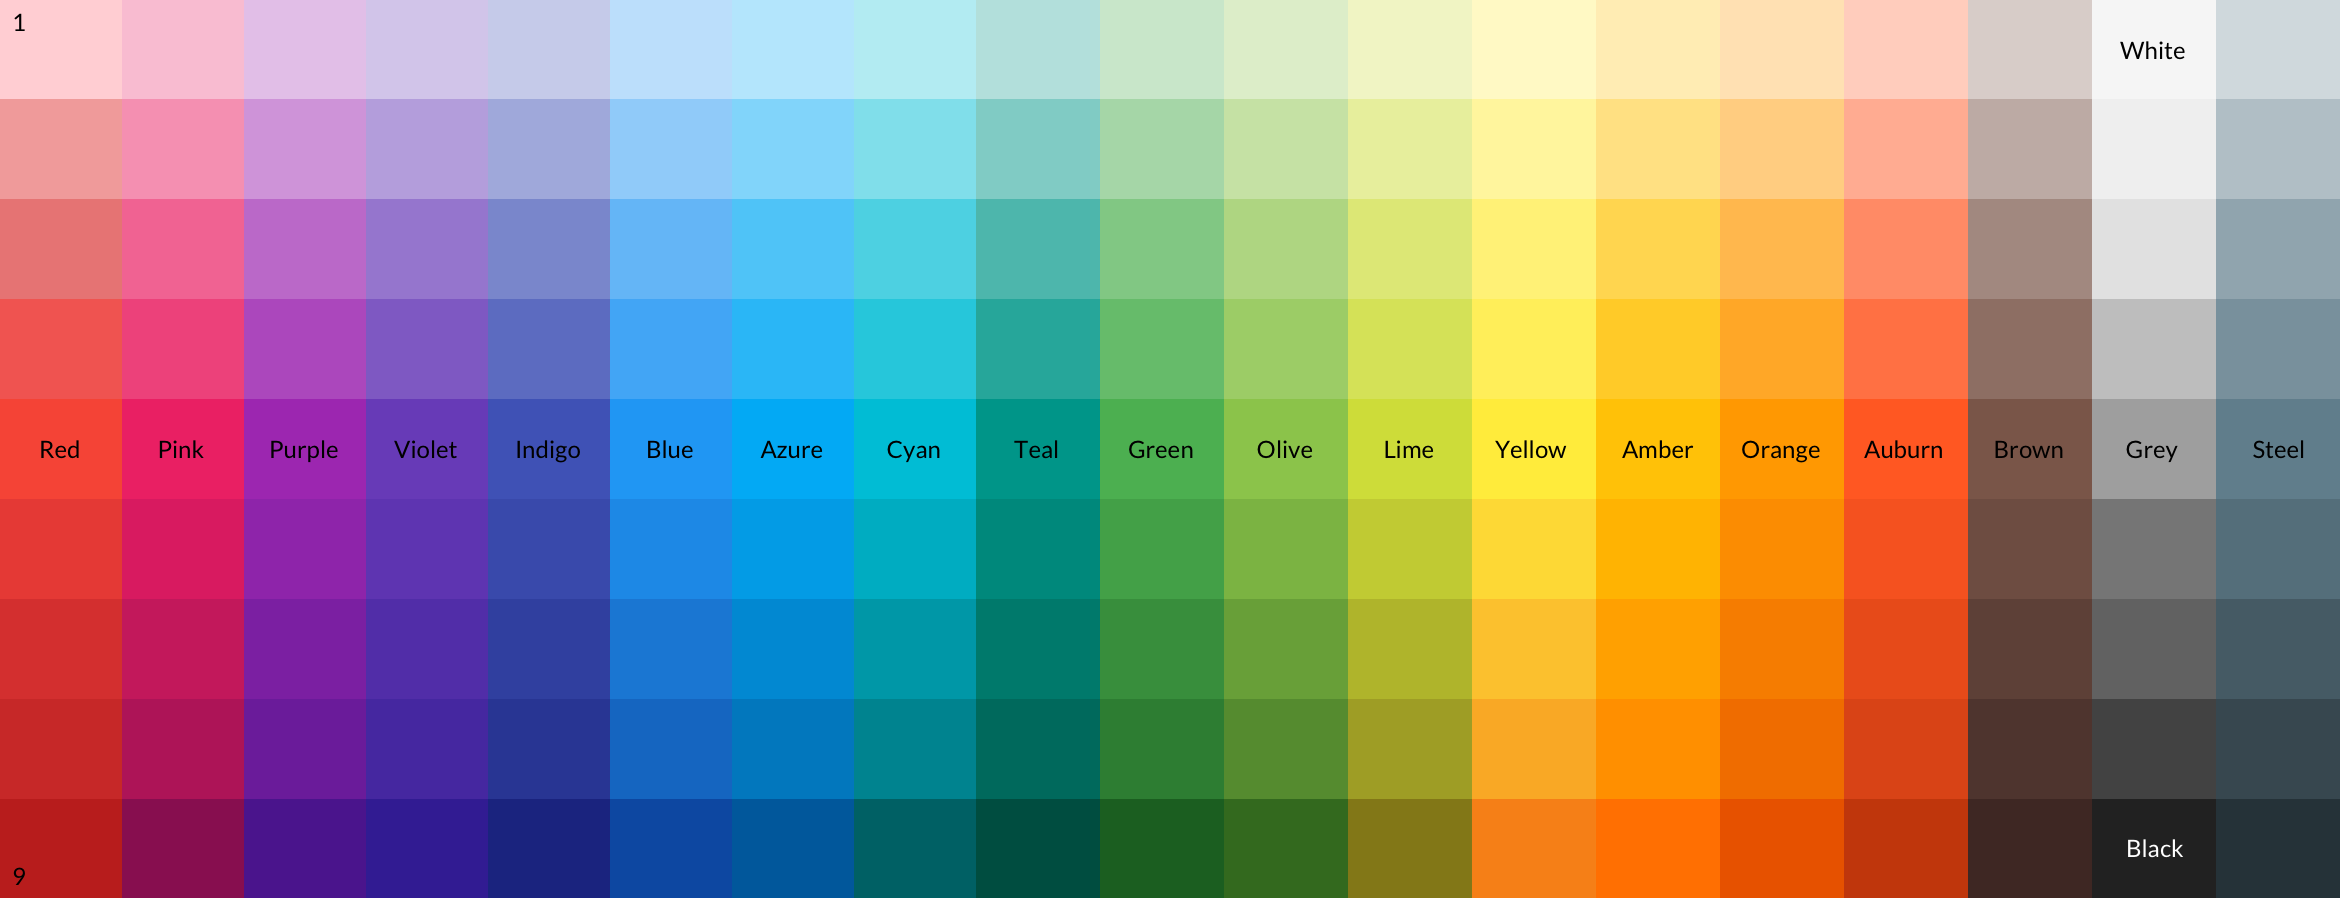 1
White
Red Pink Purple Violet Indigo Blue Azure Cyan Teal Green Olive Lime Yellow Amber Orange Auburn Brown Grey Steel
Black
9